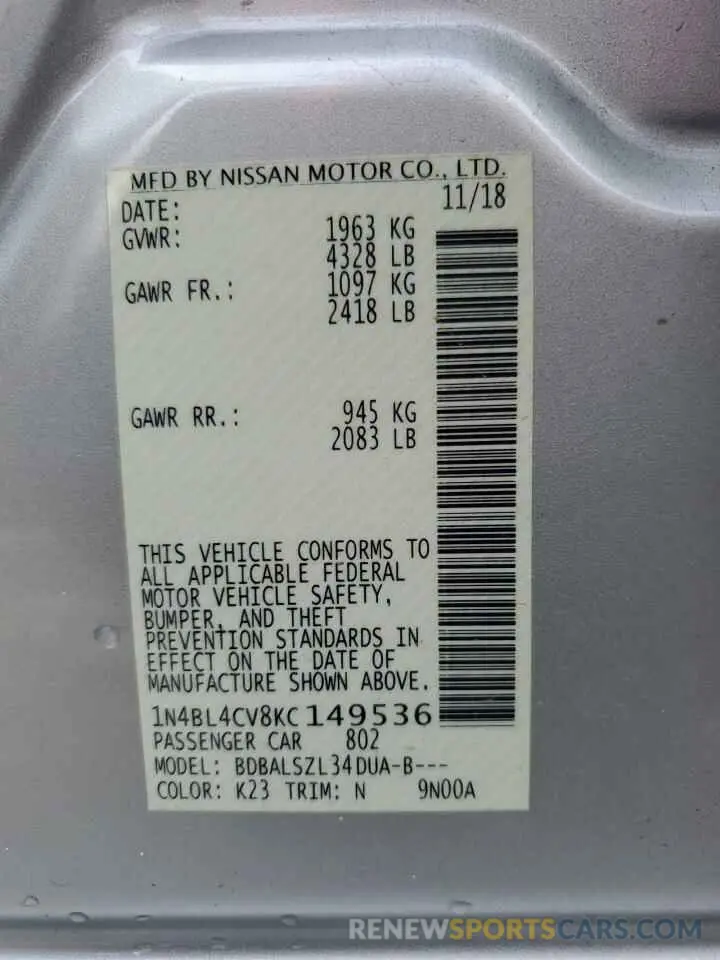 MFD BY NISSAN MOTOR CO., LTD.
DATE: 11/18
GVWR: 1963 KG
4328 LB
GAWR FR.: 1097 KG
2418 LB
GAWR RR.: 945 KG
2083 LB
THIS VEHICLE CONFORMS TO
ALL APPLICABLE FEDERAL
MOTOR VEHICLE SAFETY,
BUMPER, AND THEFT
PREVENTION STANDARDS IN
EFFECT ON THE DATE OF
MANUFACTURE SHOWN ABOVE.
1N4BL4CV8KC149536
PASSENGER CAR 802
MODEL: BDBALSZL34DUA-B---
COLOR: K23 TRIM: N 9N00A
RENEWSPORTSCARS.COM